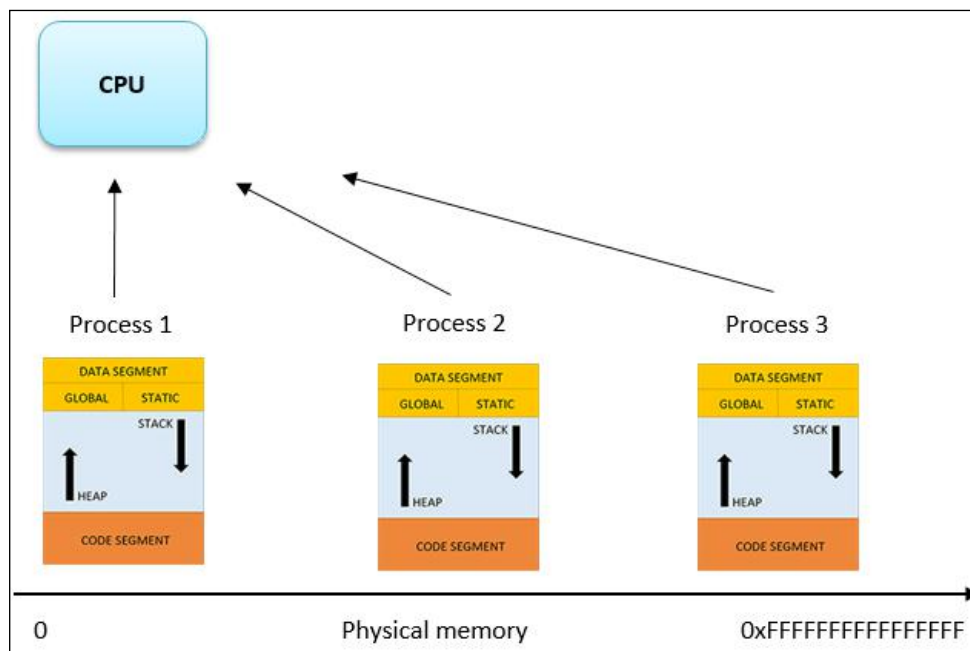 CPU
Process 1
Process 2
Process 3
DATA SEGMENT
GLOBAL STATIC
STACK
HEAP
CODE SEGMENT
DATA SEGMENT
GLOBAL STATIC
STACK
HEAP
CODE SEGMENT
DATA SEGMENT
GLOBAL STATIC
STACK
HEAP
CODE SEGMENT
0 Physical memory 0xFFFFFFFFFFFFFFFF